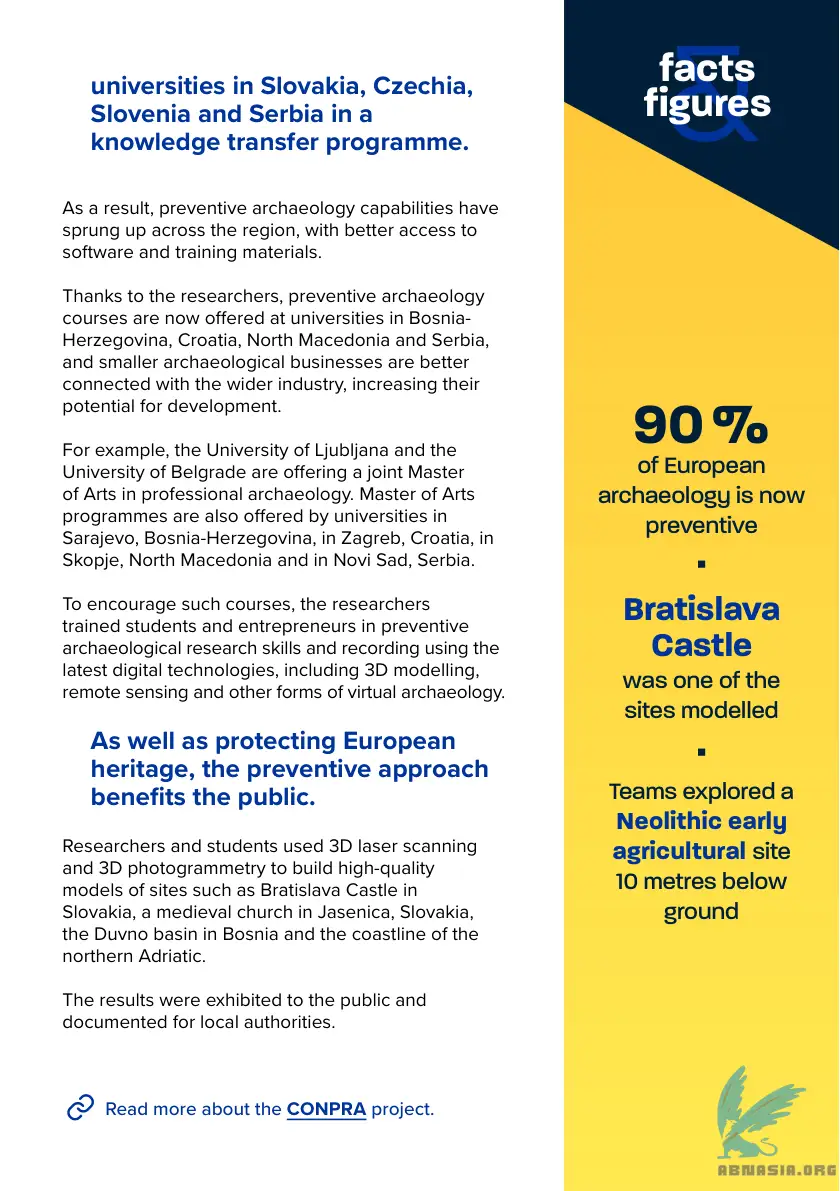 universities in Slovakia, Czechia,
Slovenia and Serbia in a
knowledge transfer programme.
As a result, preventive archaeology capabilities have
sprung up across the region, with better access to
software and training materials.
Thanks to the researchers, preventive archaeology
courses are now offered at universities in Bosnia-
Herzegovina, Croatia, North Macedonia and Serbia,
and smaller archaeological businesses are better
connected with the wider industry, increasing their
potential for development.
For example, the University of Ljubljana and the
University of Belgrade are offering a joint Master
of Arts in professional archaeology. Master of Arts
programmes are also offered by universities in
Sarajevo, Bosnia-Herzegovina, in Zagreb, Croatia, in
Skopje, North Macedonia and in Novi Sad, Serbia.
To encourage such courses, the researchers
trained students and entrepreneurs in preventive
archaeological research skills and recording using the
latest digital technologies, including 3D modelling,
remote sensing and other forms of virtual archaeology.
As well as protecting European
heritage, the preventive approach
benefits the public.
Researchers and students used 3D laser scanning
and 3D photogrammetry to build high-quality
models of sites such as Bratislava Castle in
Slovakia, a medieval church in Jasenica, Slovakia,
the Duvno basin in Bosnia and the coastline of the
northern Adriatic.
The results were exhibited to the public and
documented for local authorities.
Read more about the CONPRA project.
facts
&
figures
90 %
of European
archaeology is now
preventive
▪
Bratislava
Castle
was one of the
sites modelled
▪
Teams explored a
Neolithic early
agricultural site
10 metres below
ground
ABNASIA.ORG